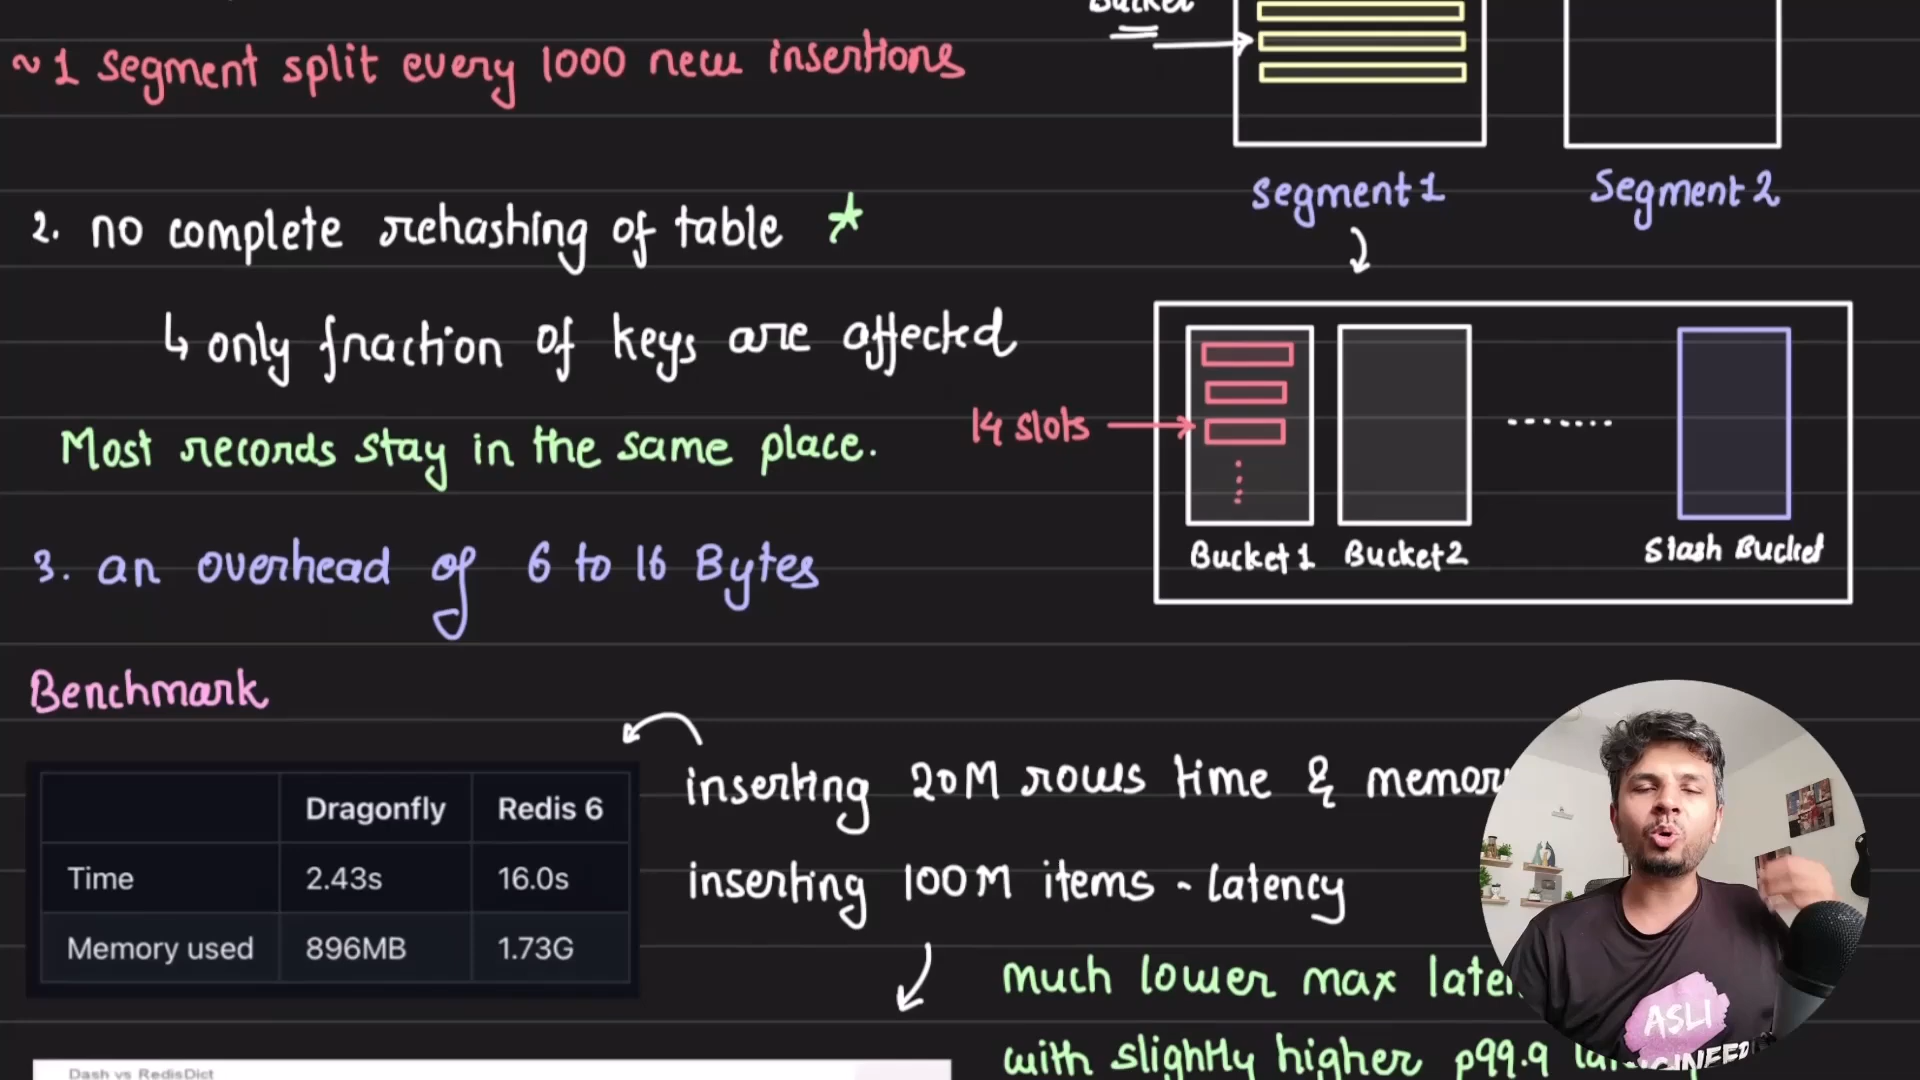 Bucket
~ 1 segment split every 1000 new insertions
segment 1
Segment 2
2. no complete rehashing of table *
↳ only fraction of keys are affected
14 slots
Most records stay in the same place.
Bucket 1
Bucket 2
Stash Bucket
3. an overhead of 6 to 16 Bytes
Benchmark
inserting 20M rows time & memory
Dragonfly Redis 6
Time 2.43s 16.0s
Memory used 896MB 1.73G
inserting 100M items - latency
much lower max
with slightly higher p99.9
Dash vs RedisDict
ASLI